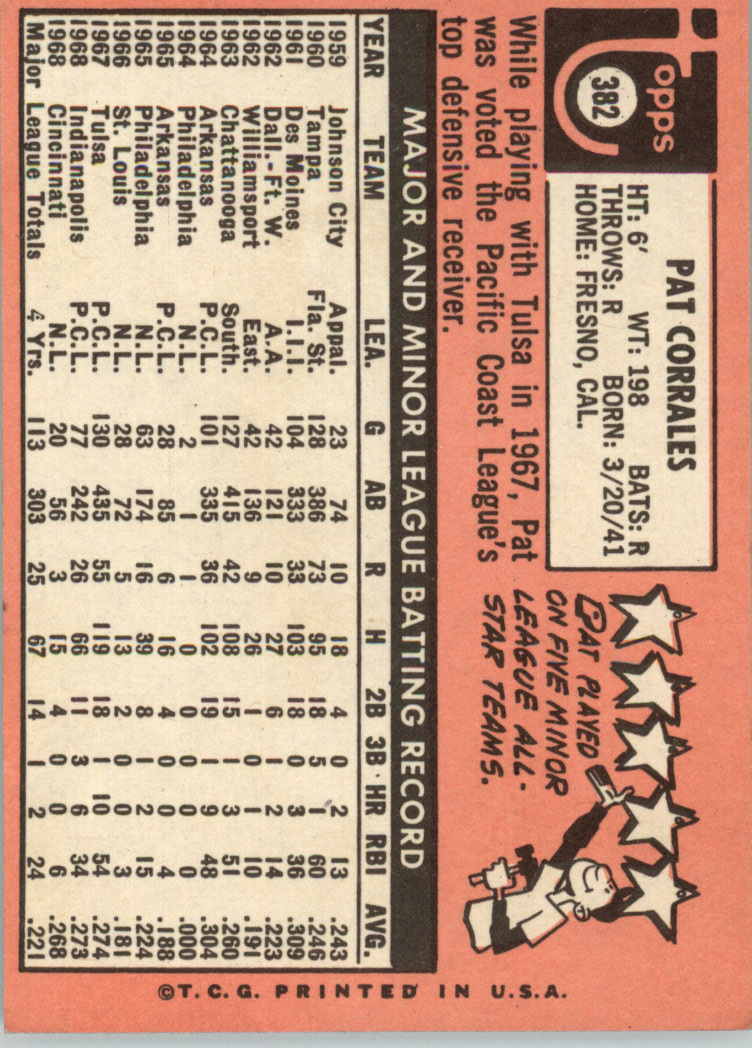 Topps
382
PAT CORRALES
HT: 6' WT: 198 BATS: R
THROWS: R BORN: 3/20/41
HOME: FRESNO, CAL.
While playing with Tulsa in 1967, Pat
was voted the Pacific Coast League's
top defensive receiver.
PAT PLAYED
ON FIVE MINOR
LEAGUE ALL-
STAR TEAMS.
MAJOR AND MINOR LEAGUE BATTING RECORD
YEAR TEAM LEA. G AB R H 2B 3B HR RBI AVG.
1959 Johnson City Appal. 23 74 10 18 4 0 2 13 .243
1960 Tampa Fla. St. 128 386 73 95 18 5 1 60 .246
1961 Des Moines I.I.I. 104 333 33 103 18 0 3 36 .309
1962 Dall.-Ft. W. A.A. 42 121 10 27 6 1 2 14 .223
1962 Williamsport East. 42 136 9 26 1 0 1 10 .191
1963 Chattanooga South. 127 415 42 108 15 1 3 51 .260
1964 Arkansas P.C.L. 101 335 36 102 19 1 9 48 .304
1964 Philadelphia N.L. 2 1 1 0 0 0 0 0 .000
1965 Arkansas P.C.L. 28 85 6 16 4 0 0 4 .188
1965 Philadelphia N.L. 63 174 16 39 8 1 2 15 .224
1966 St. Louis N.L. 28 72 5 13 2 0 0 3 .181
1967 Tulsa P.C.L. 130 435 55 119 18 1 10 54 .274
1968 Indianapolis P.C.L. 77 242 26 66 11 3 6 34 .273
1968 Cincinnati N.L. 20 56 3 15 4 0 0 6 .268
Major League Totals 4 Yrs. 113 303 25 67 14 1 2 24 .221
©T.C.G. PRINTED IN U.S.A.